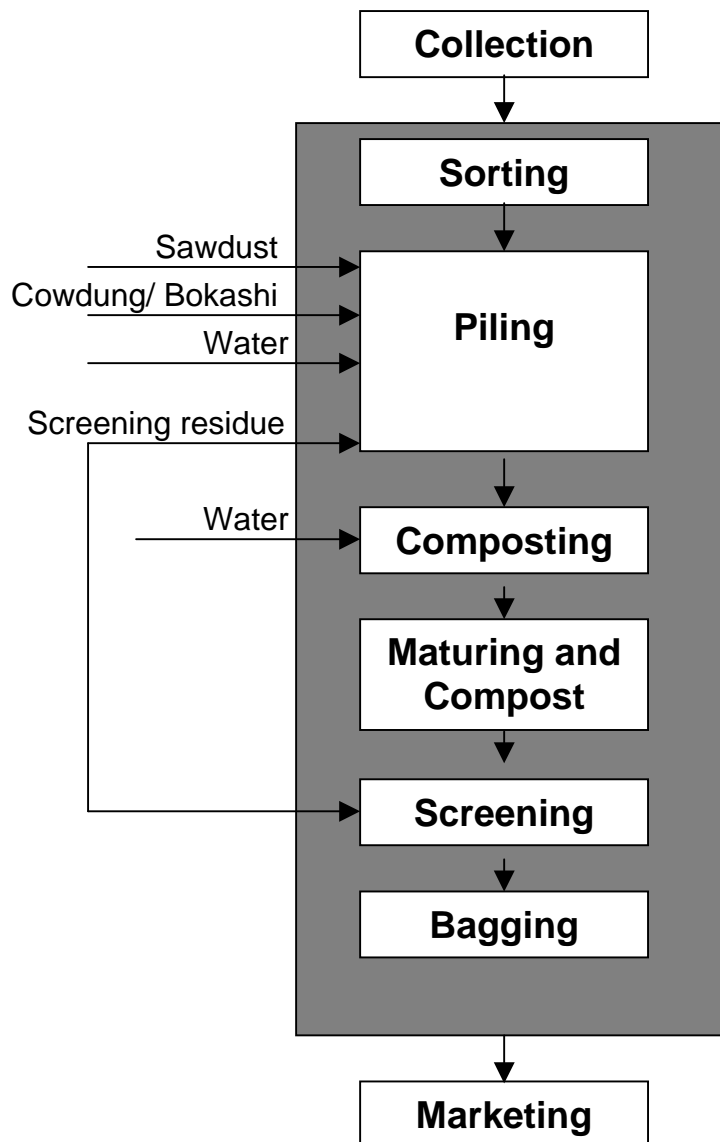 Collection
Sorting
Sawdust
Cowdung/ Bokashi
Water
Piling
Screening residue
Water
Composting
Maturing and
Compost
Screening
Bagging
Marketing